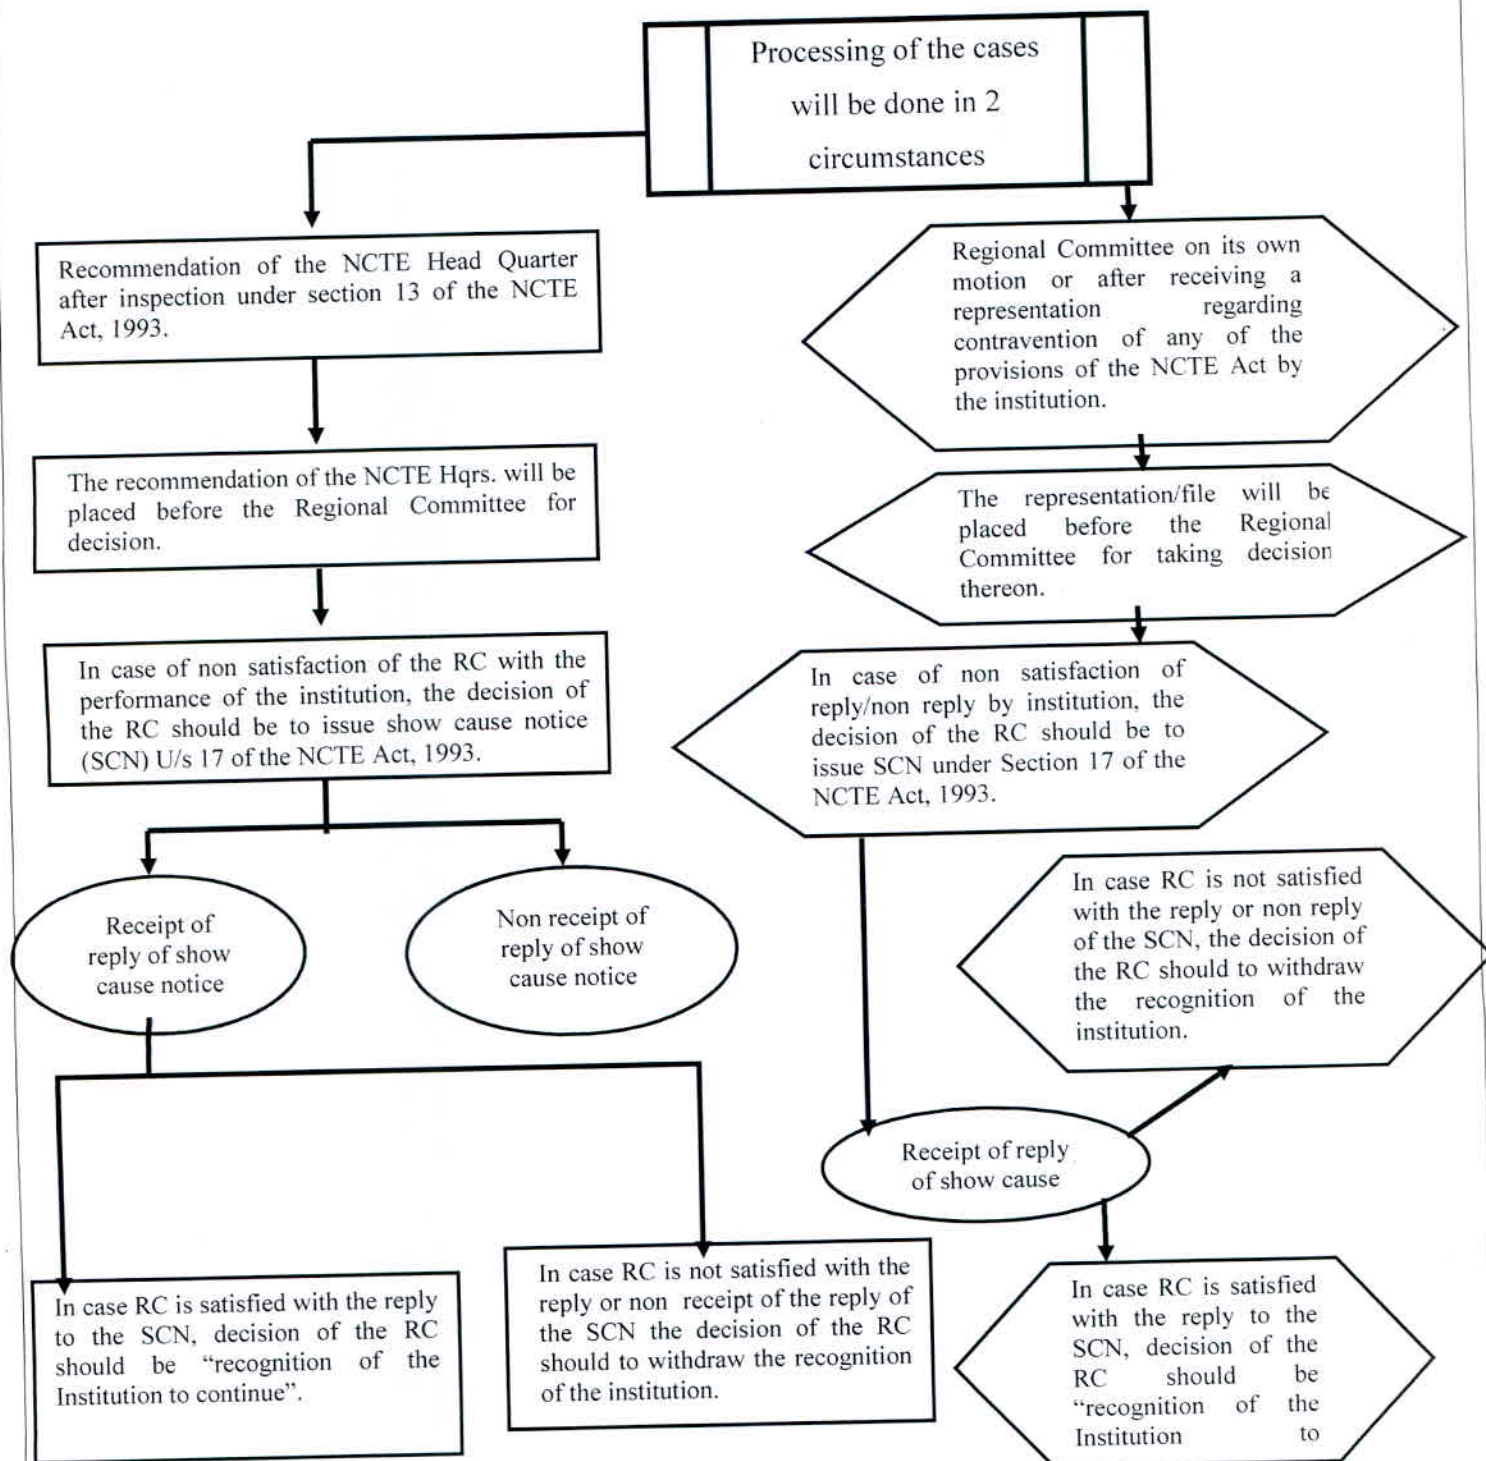 Processing of the cases
will be done in 2
circumstances
Recommendation of the NCTE Head Quarter
after inspection under section 13 of the NCTE
Act, 1993.
Regional Committee on its own
motion or after receiving a
representation regarding
contravention of any of the
provisions of the NCTE Act by
the institution.
The recommendation of the NCTE Hqrs. will be
placed before the Regional Committee for
decision.
The representation/file will be
placed before the Regional
Committee for taking decision
thereon.
In case of non satisfaction of the RC with the
performance of the institution, the decision of
the RC should be to issue show cause notice
(SCN) U/s 17 of the NCTE Act, 1993.
In case of non satisfaction of
reply/non reply by institution, the
decision of the RC should be to
issue SCN under Section 17 of the
NCTE Act, 1993.
Receipt of
reply of show
cause notice
Non receipt of
reply of show
cause notice
In case RC is not satisfied
with the reply or non reply
of the SCN, the decision of
the RC should to withdraw
the recognition of the
institution.
Receipt of reply
of show cause
In case RC is satisfied with the reply
to the SCN, decision of the RC
should be “recognition of the
Institution to continue”.
In case RC is not satisfied with the
reply or non receipt of the reply of
the SCN the decision of the RC
should to withdraw the recognition
of the institution.
In case RC is satisfied
with the reply to the
SCN, decision of the
RC should be
“recognition of the
Institution to